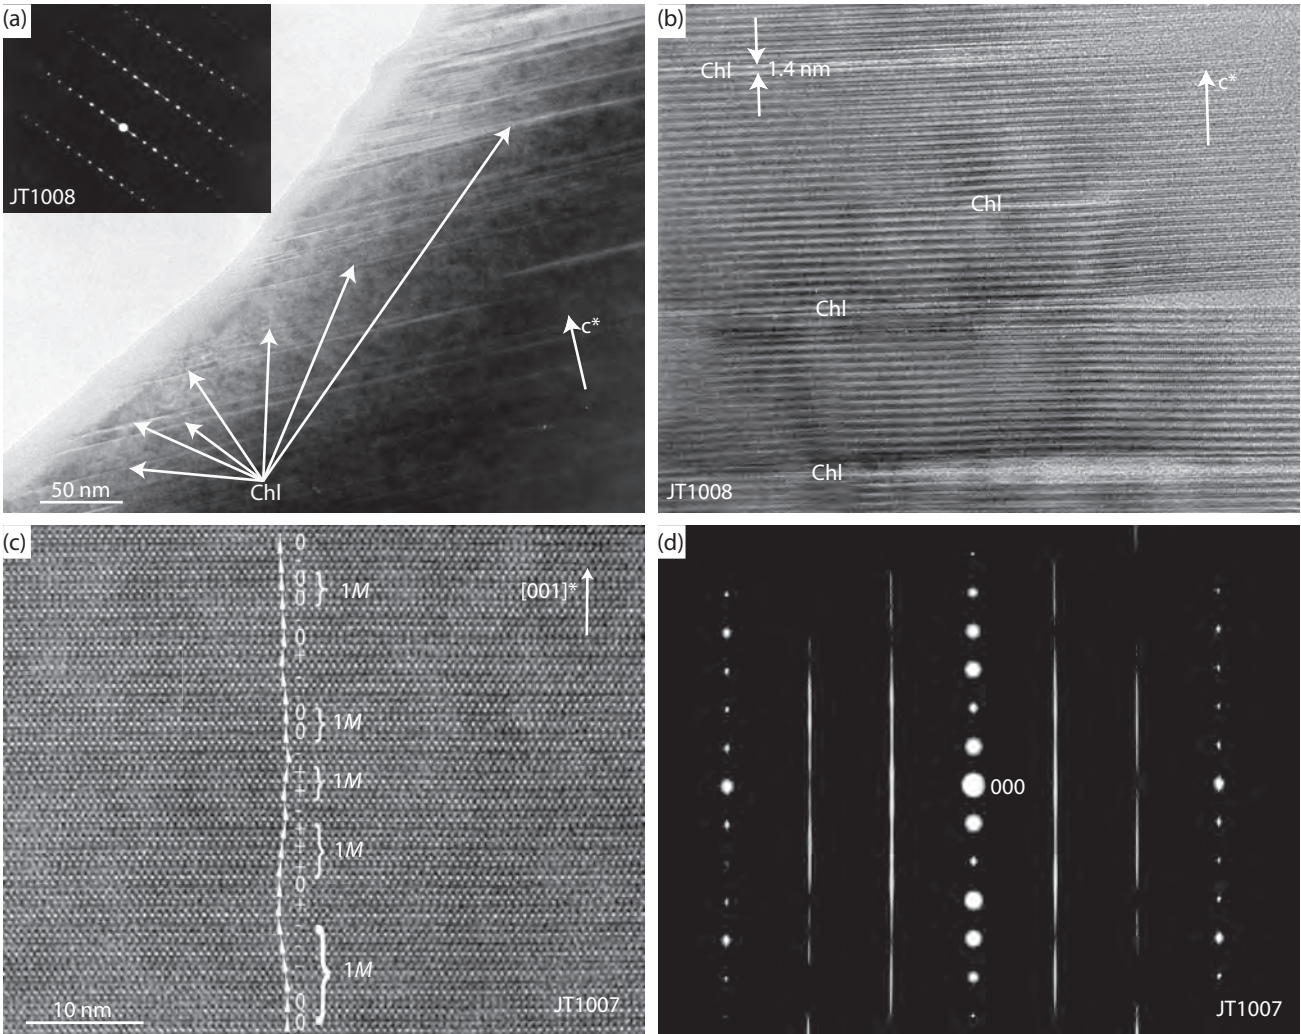 (a)
JT1008
c*
Chl
50 nm
(b)
Chl
1.4 nm
c*
Chl
Chl
Chl
JT1008
(c)
0
-
0
0
1M
[001]*
-
0
+
-
0
0
1M
-
+
+
1M
-
+
+
+
1M
0
+
-
-
-
0
0
1M
10 nm
JT1007
(d)
000
JT1007